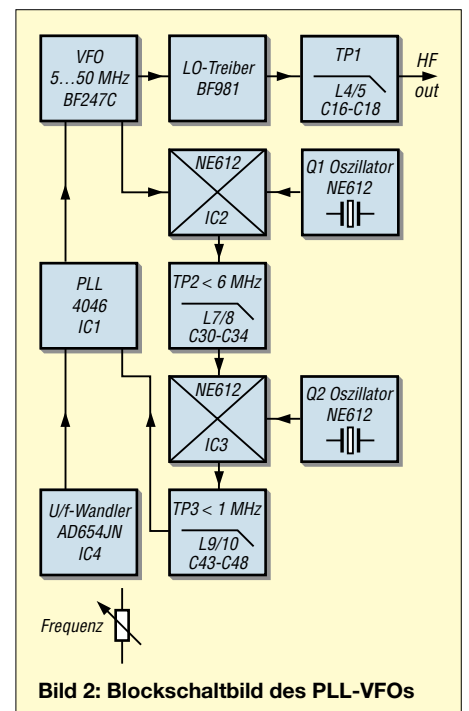 VFO
5...50 MHz
BF247C
LO-Treiber
BF981
TP1
L4/5
C16-C18
HF
out
NE612
IC2
Q1 Oszillator
NE612
PLL
4046
IC1
TP2 < 6 MHz
L7/8
C30-C34
NE612
IC3
Q2 Oszillator
NE612
U/f-Wandler
AD654JN
IC4
TP3 < 1 MHz
L9/10
C43-C48
Frequenz
Bild 2: Blockschaltbild des PLL-VFOs